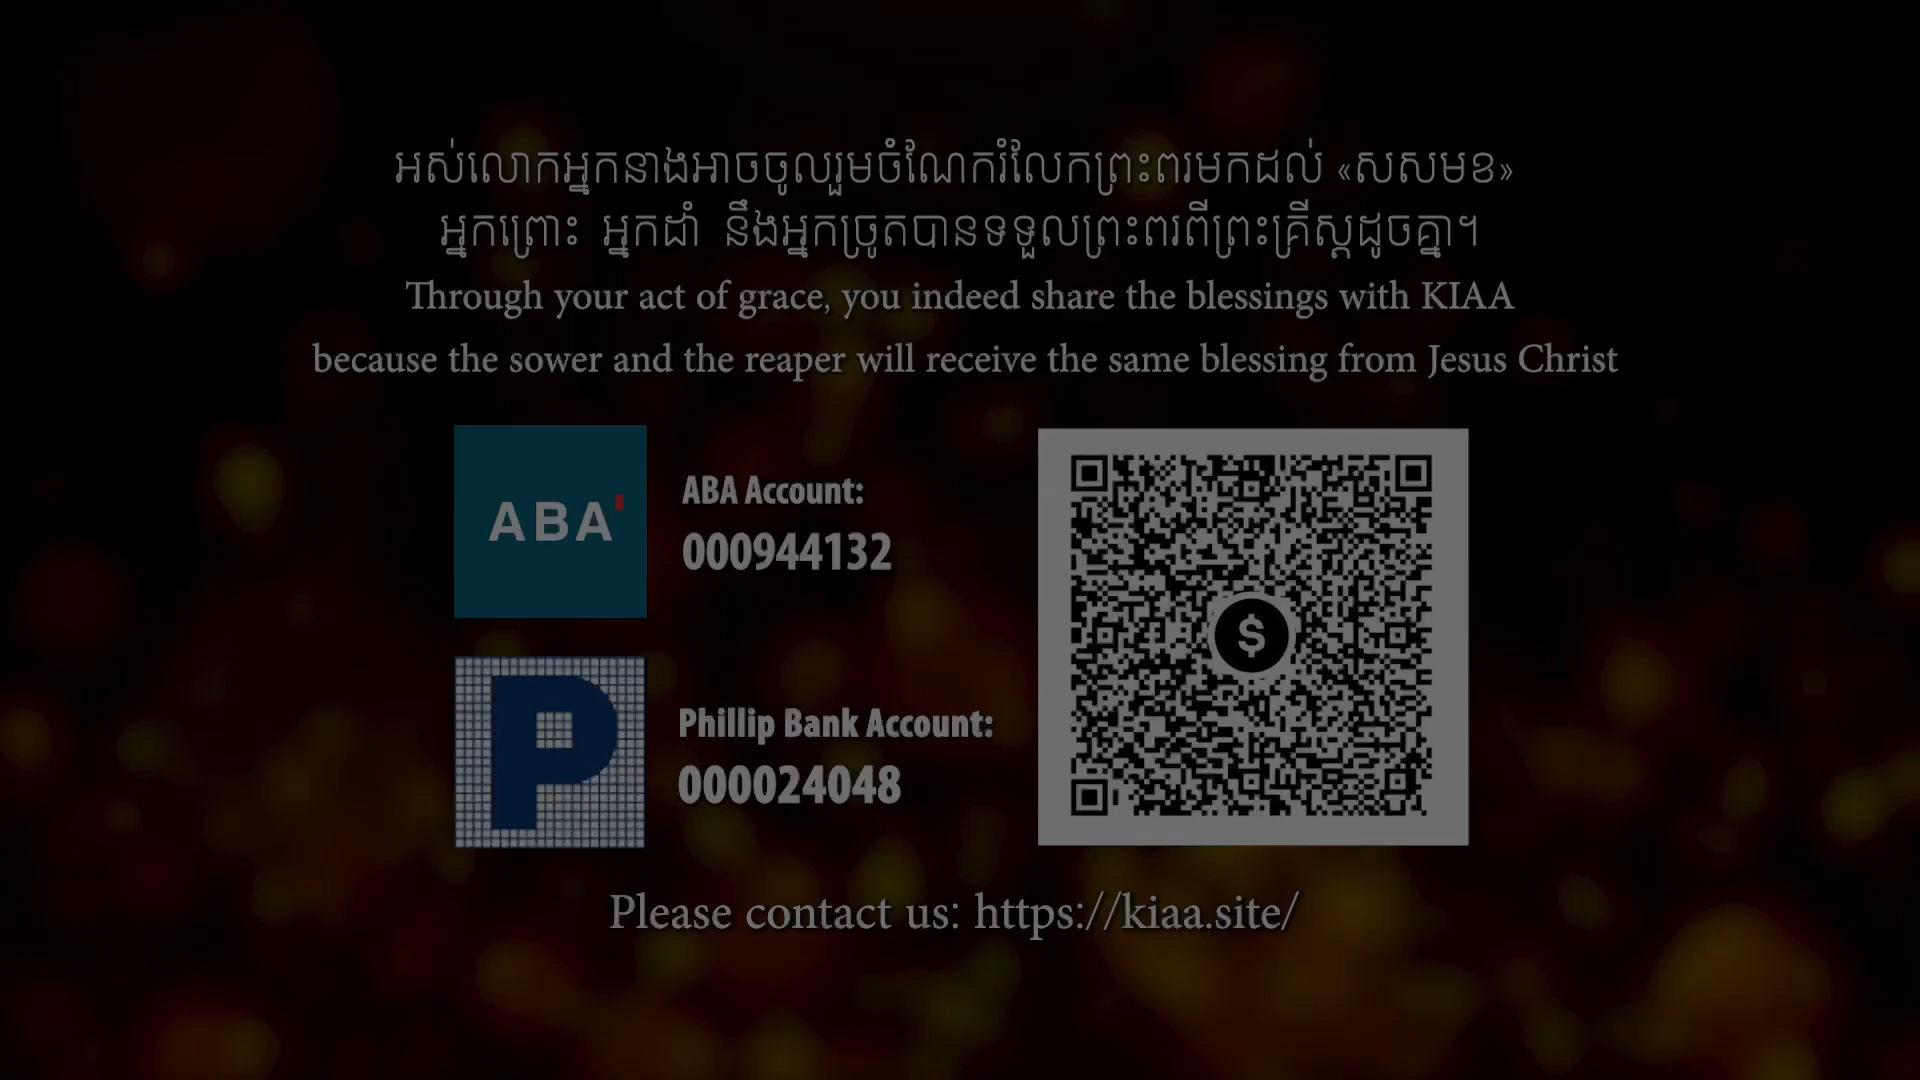 អស់លោកអ្នកនាងអាចចូលរួមចំណែករំលែកព្រះពរមកដល់ «សសមខ»
អ្នកព្រោះ អ្នកដាំ នឹងអ្នកច្រូតបានទទួលព្រះពរពីព្រះគ្រីស្តដូចគ្នា។
Through your act of grace, you indeed share the blessings with KIAA
because the sower and the reaper will receive the same blessing from Jesus Christ
ABA'
ABA Account:
000944132
P
Phillip Bank Account:
000024048
$
Please contact us: https://kiaa.site/